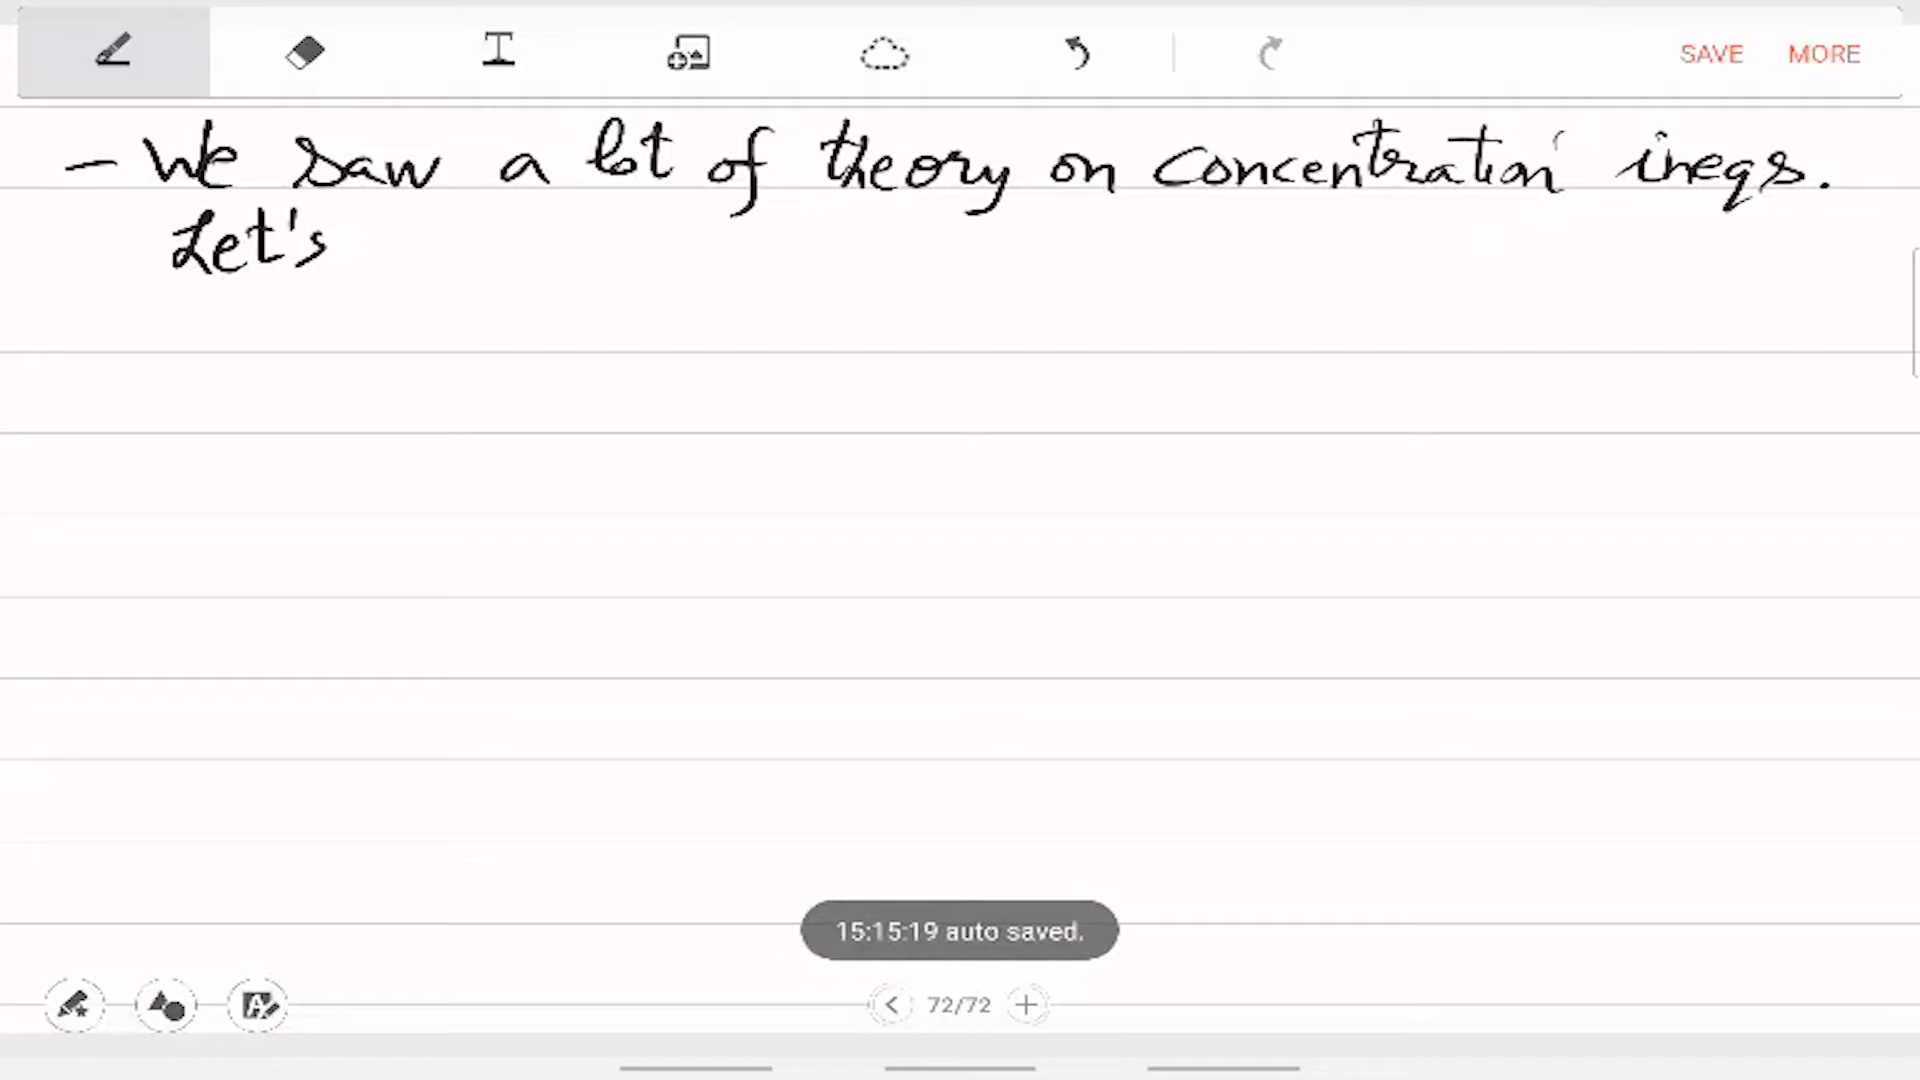 SAVE MORE
- We saw a lot of theory on concentration ineqs.
Let's
15:15:19 auto saved.
72/72